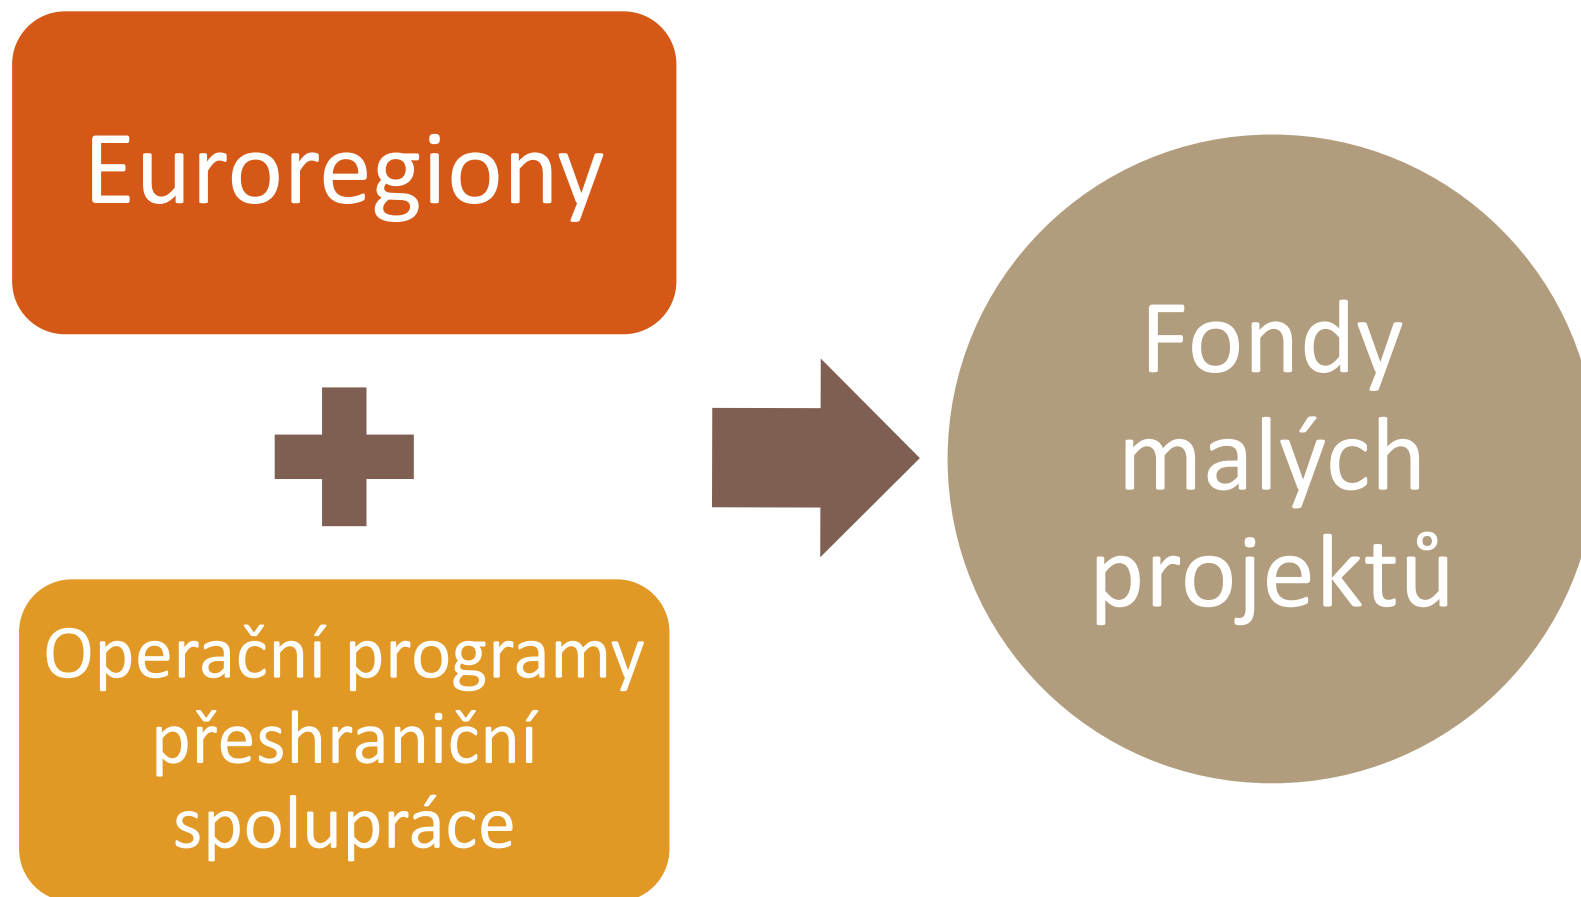 Euroregiony
Operační programy
přeshraniční
spolupráce
Fondy
malých
projektů